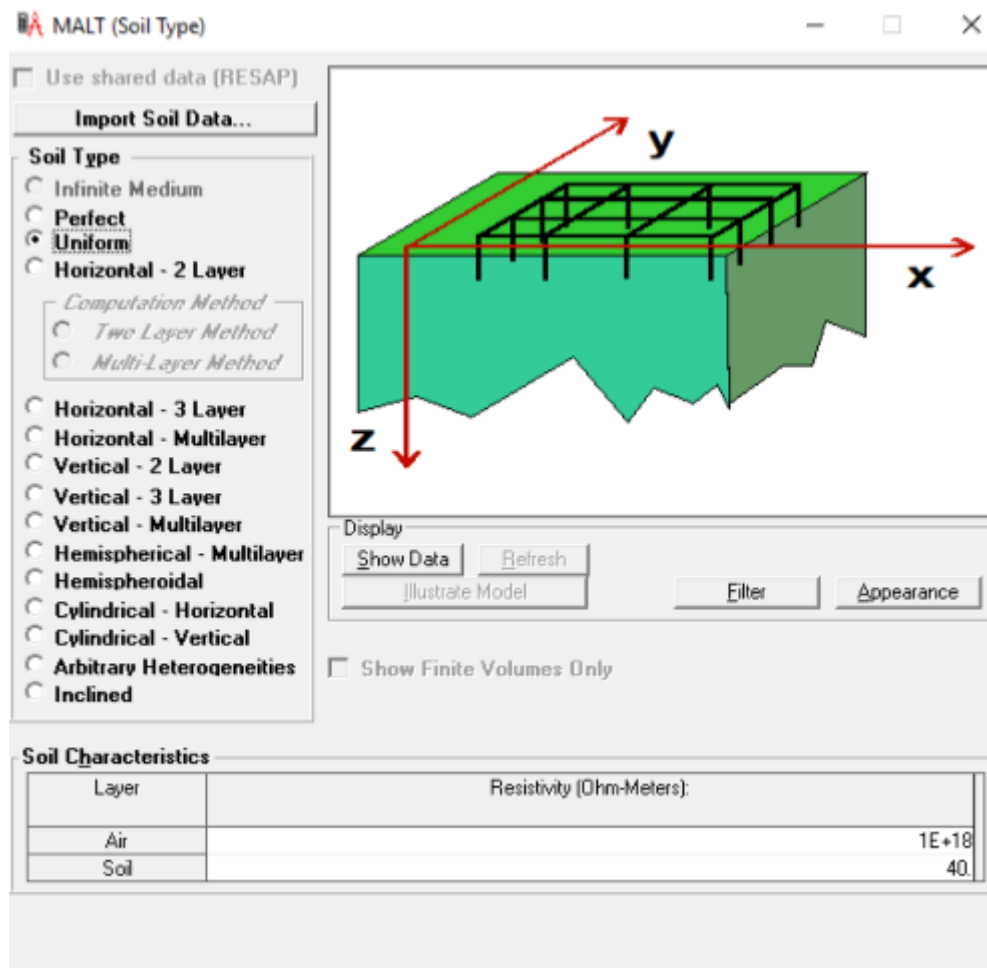 MALT (Soil Type)
Use shared data (RESAP)
Import Soil Data...
Soil Type
Infinite Medium
Perfect
Uniform
Horizontal - 2 Layer
Computation Method
Two Layer Method
Multi-Layer Method
Horizontal - 3 Layer
Horizontal - Multilayer
Vertical - 2 Layer
Vertical - 3 Layer
Vertical - Multilayer
Hemispherical - Multilayer
Hemispheroidal
Cylindrical - Horizontal
Cylindrical - Vertical
Arbitrary Heterogeneities
Inclined
y
x
z
Display
Show Data Refresh
Illustrate Model Filter Appearance
Show Finite Volumes Only
Soil Characteristics
Layer Resistivity (Ohm-Meters):
Air 1E+18
Soil 40.